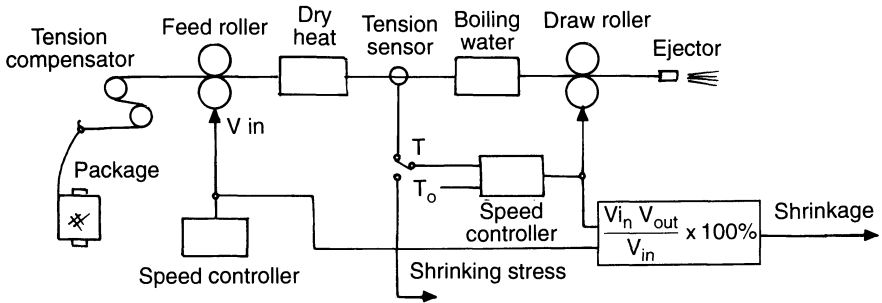 Tension
compensator
Feed roller
Dry
heat
Tension
sensor
Boiling
water
Draw roller
Ejector
V in
Package
T
T₀
Speed
controller
Vin Vout
Vin
x 100%
Shrinkage
Speed controller
Shrinking stress